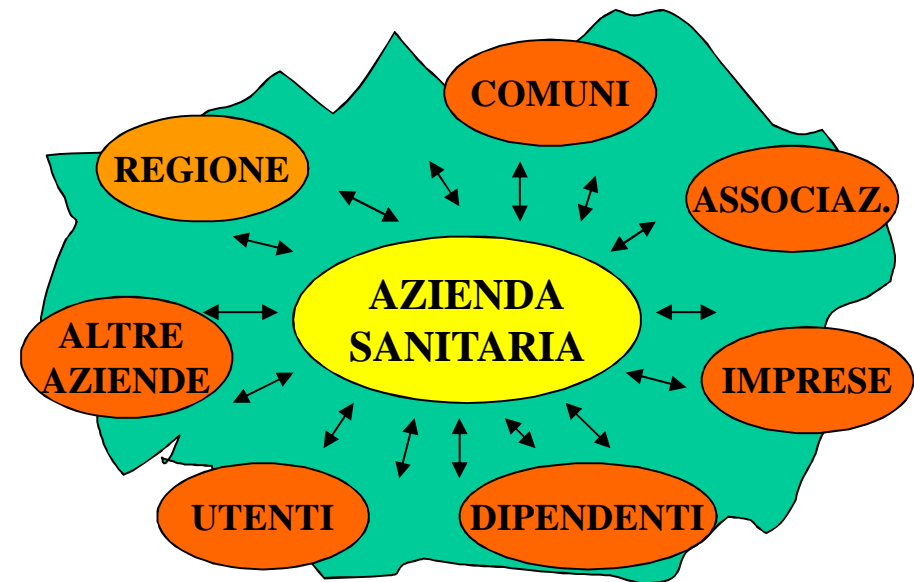 COMUNI
REGIONE
ASSOCIAZ.
AZIENDA
SANITARIA
ALTRE
AZIENDE
IMPRESE
UTENTI
DIPENDENTI